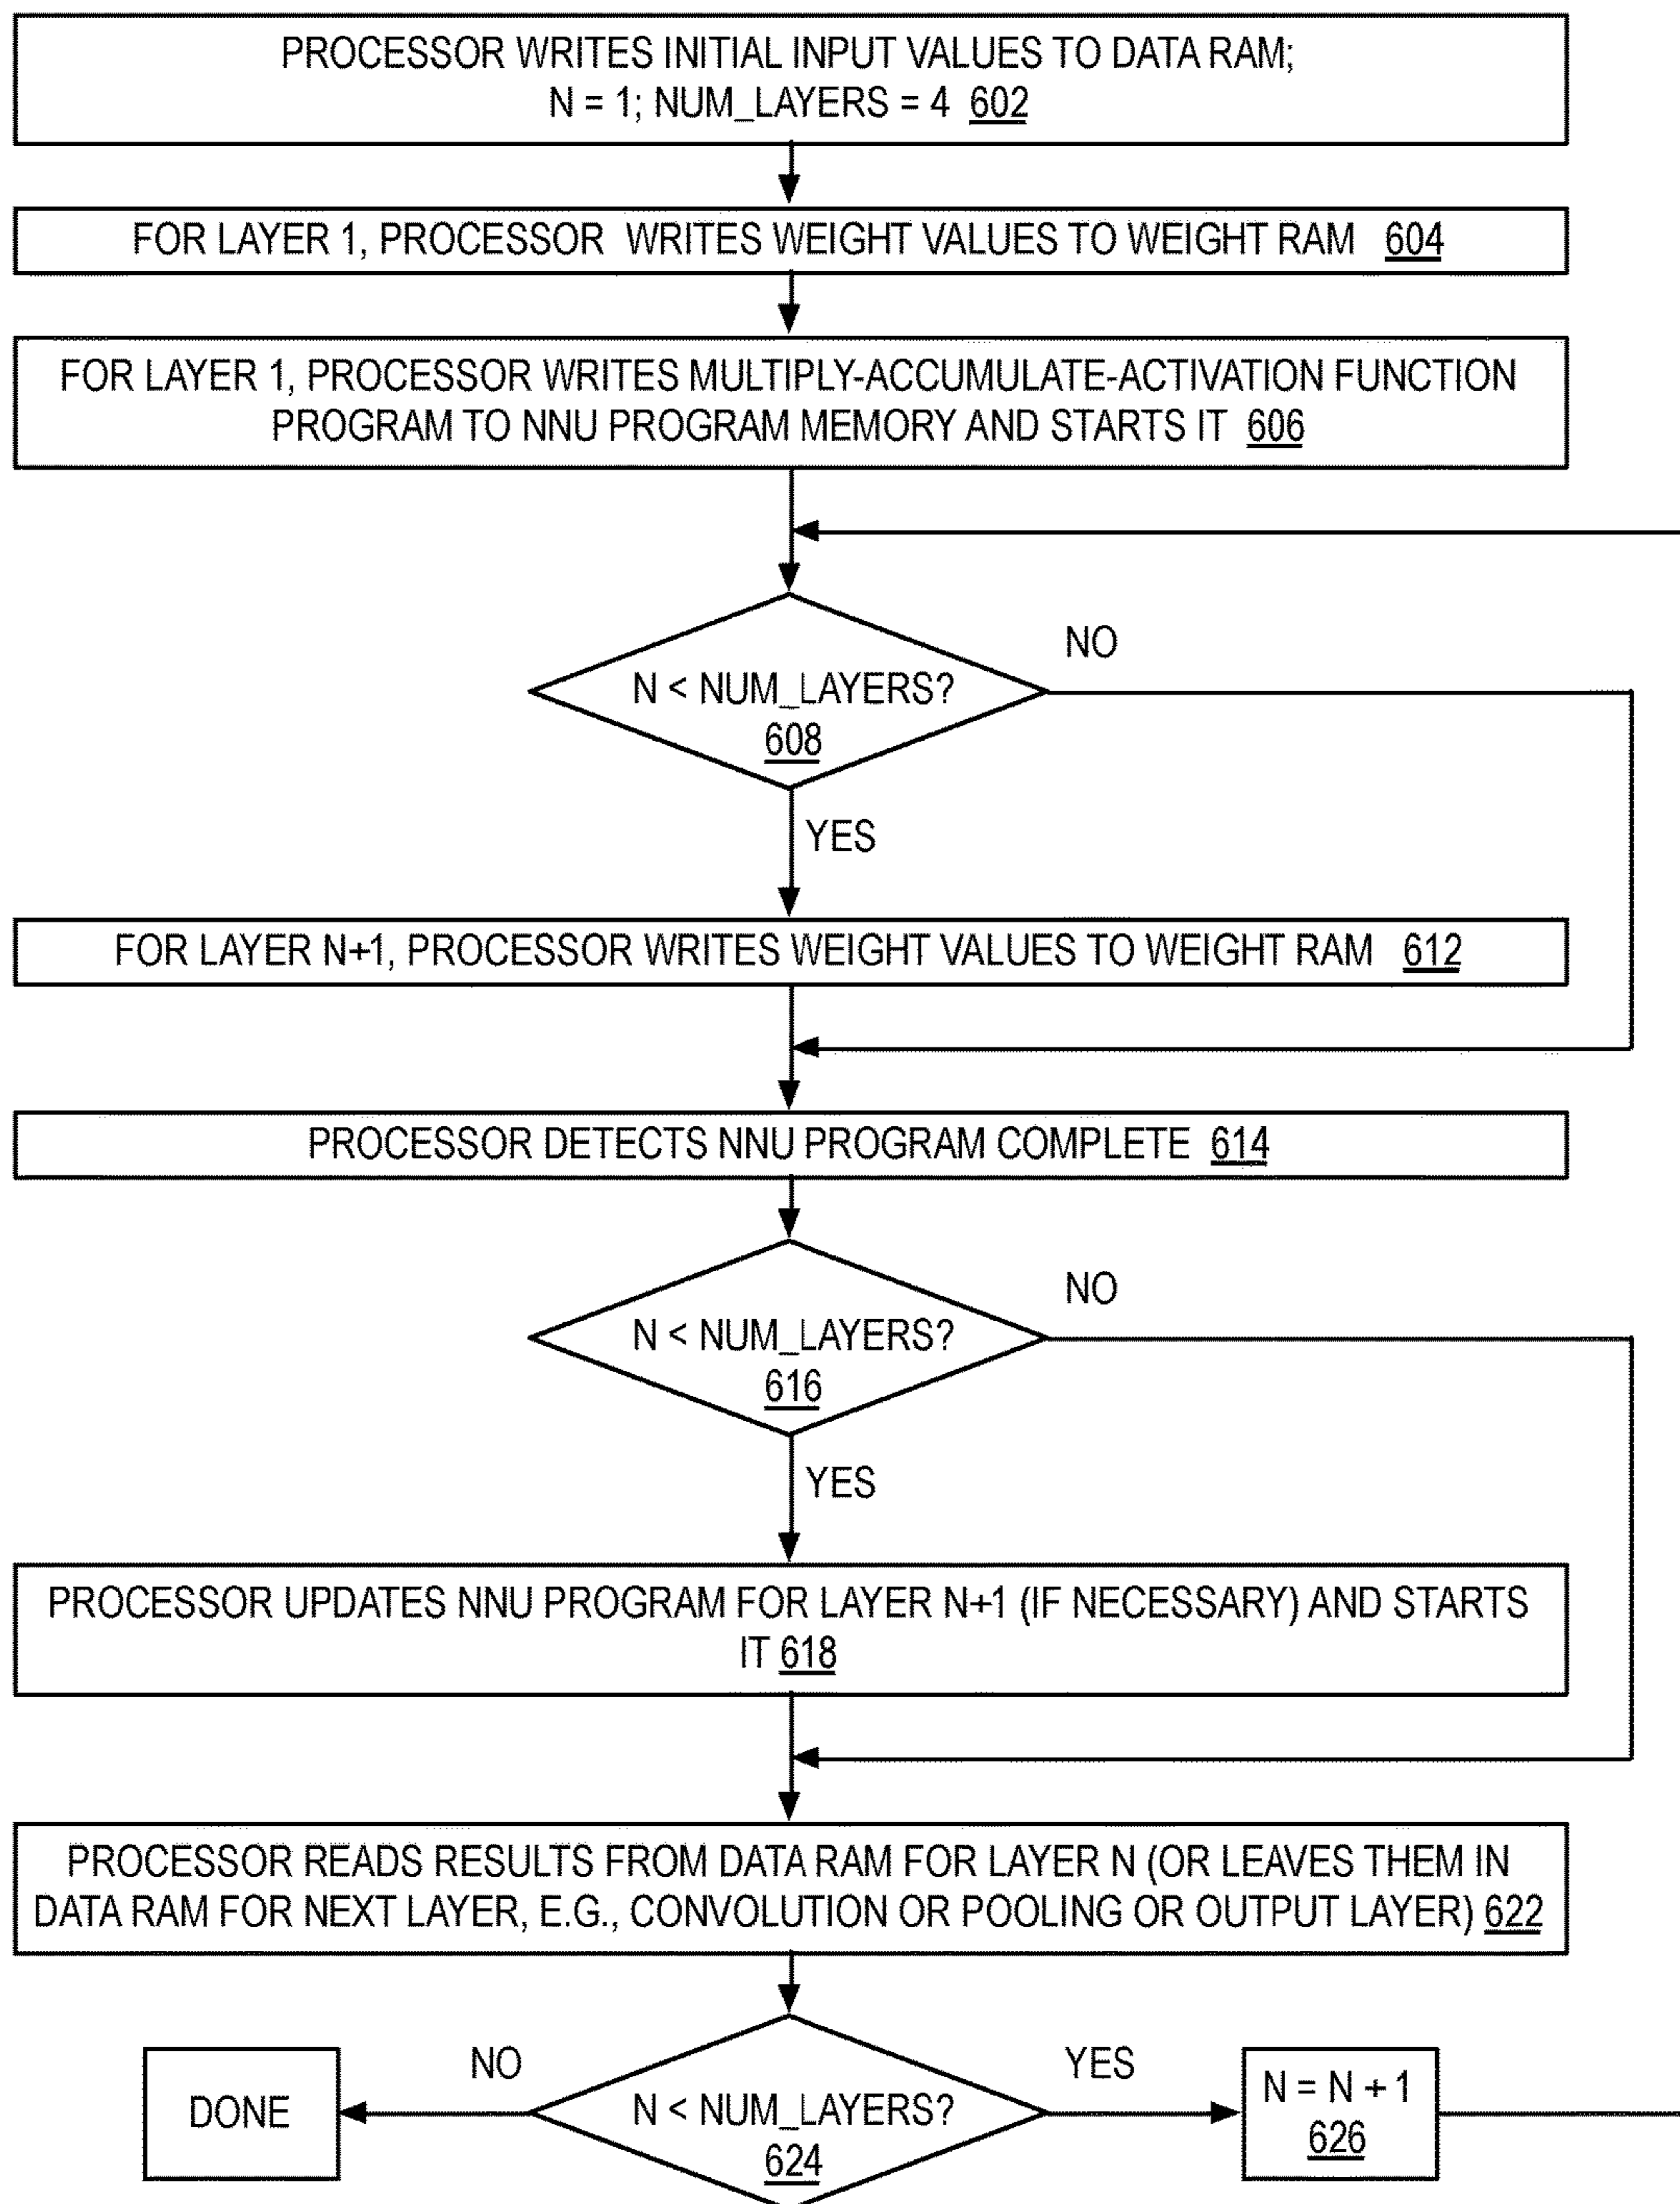 PROCESSOR WRITES INITIAL INPUT VALUES TO DATA RAM;
N = 1; NUM_LAYERS = 4 602
FOR LAYER 1, PROCESSOR WRITES WEIGHT VALUES TO WEIGHT RAM 604
FOR LAYER 1, PROCESSOR WRITES MULTIPLY-ACCUMULATE-ACTIVATION FUNCTION
PROGRAM TO NNU PROGRAM MEMORY AND STARTS IT 606
NO
N < NUM_LAYERS?
608
YES
FOR LAYER N+1, PROCESSOR WRITES WEIGHT VALUES TO WEIGHT RAM 612
PROCESSOR DETECTS NNU PROGRAM COMPLETE 614
NO
N < NUM_LAYERS?
616
YES
PROCESSOR UPDATES NNU PROGRAM FOR LAYER N+1 (IF NECESSARY) AND STARTS
IT 618
PROCESSOR READS RESULTS FROM DATA RAM FOR LAYER N (OR LEAVES THEM IN
DATA RAM FOR NEXT LAYER, E.G., CONVOLUTION OR POOLING OR OUTPUT LAYER) 622
NO
YES
DONE
N < NUM_LAYERS?
624
N = N + 1
626